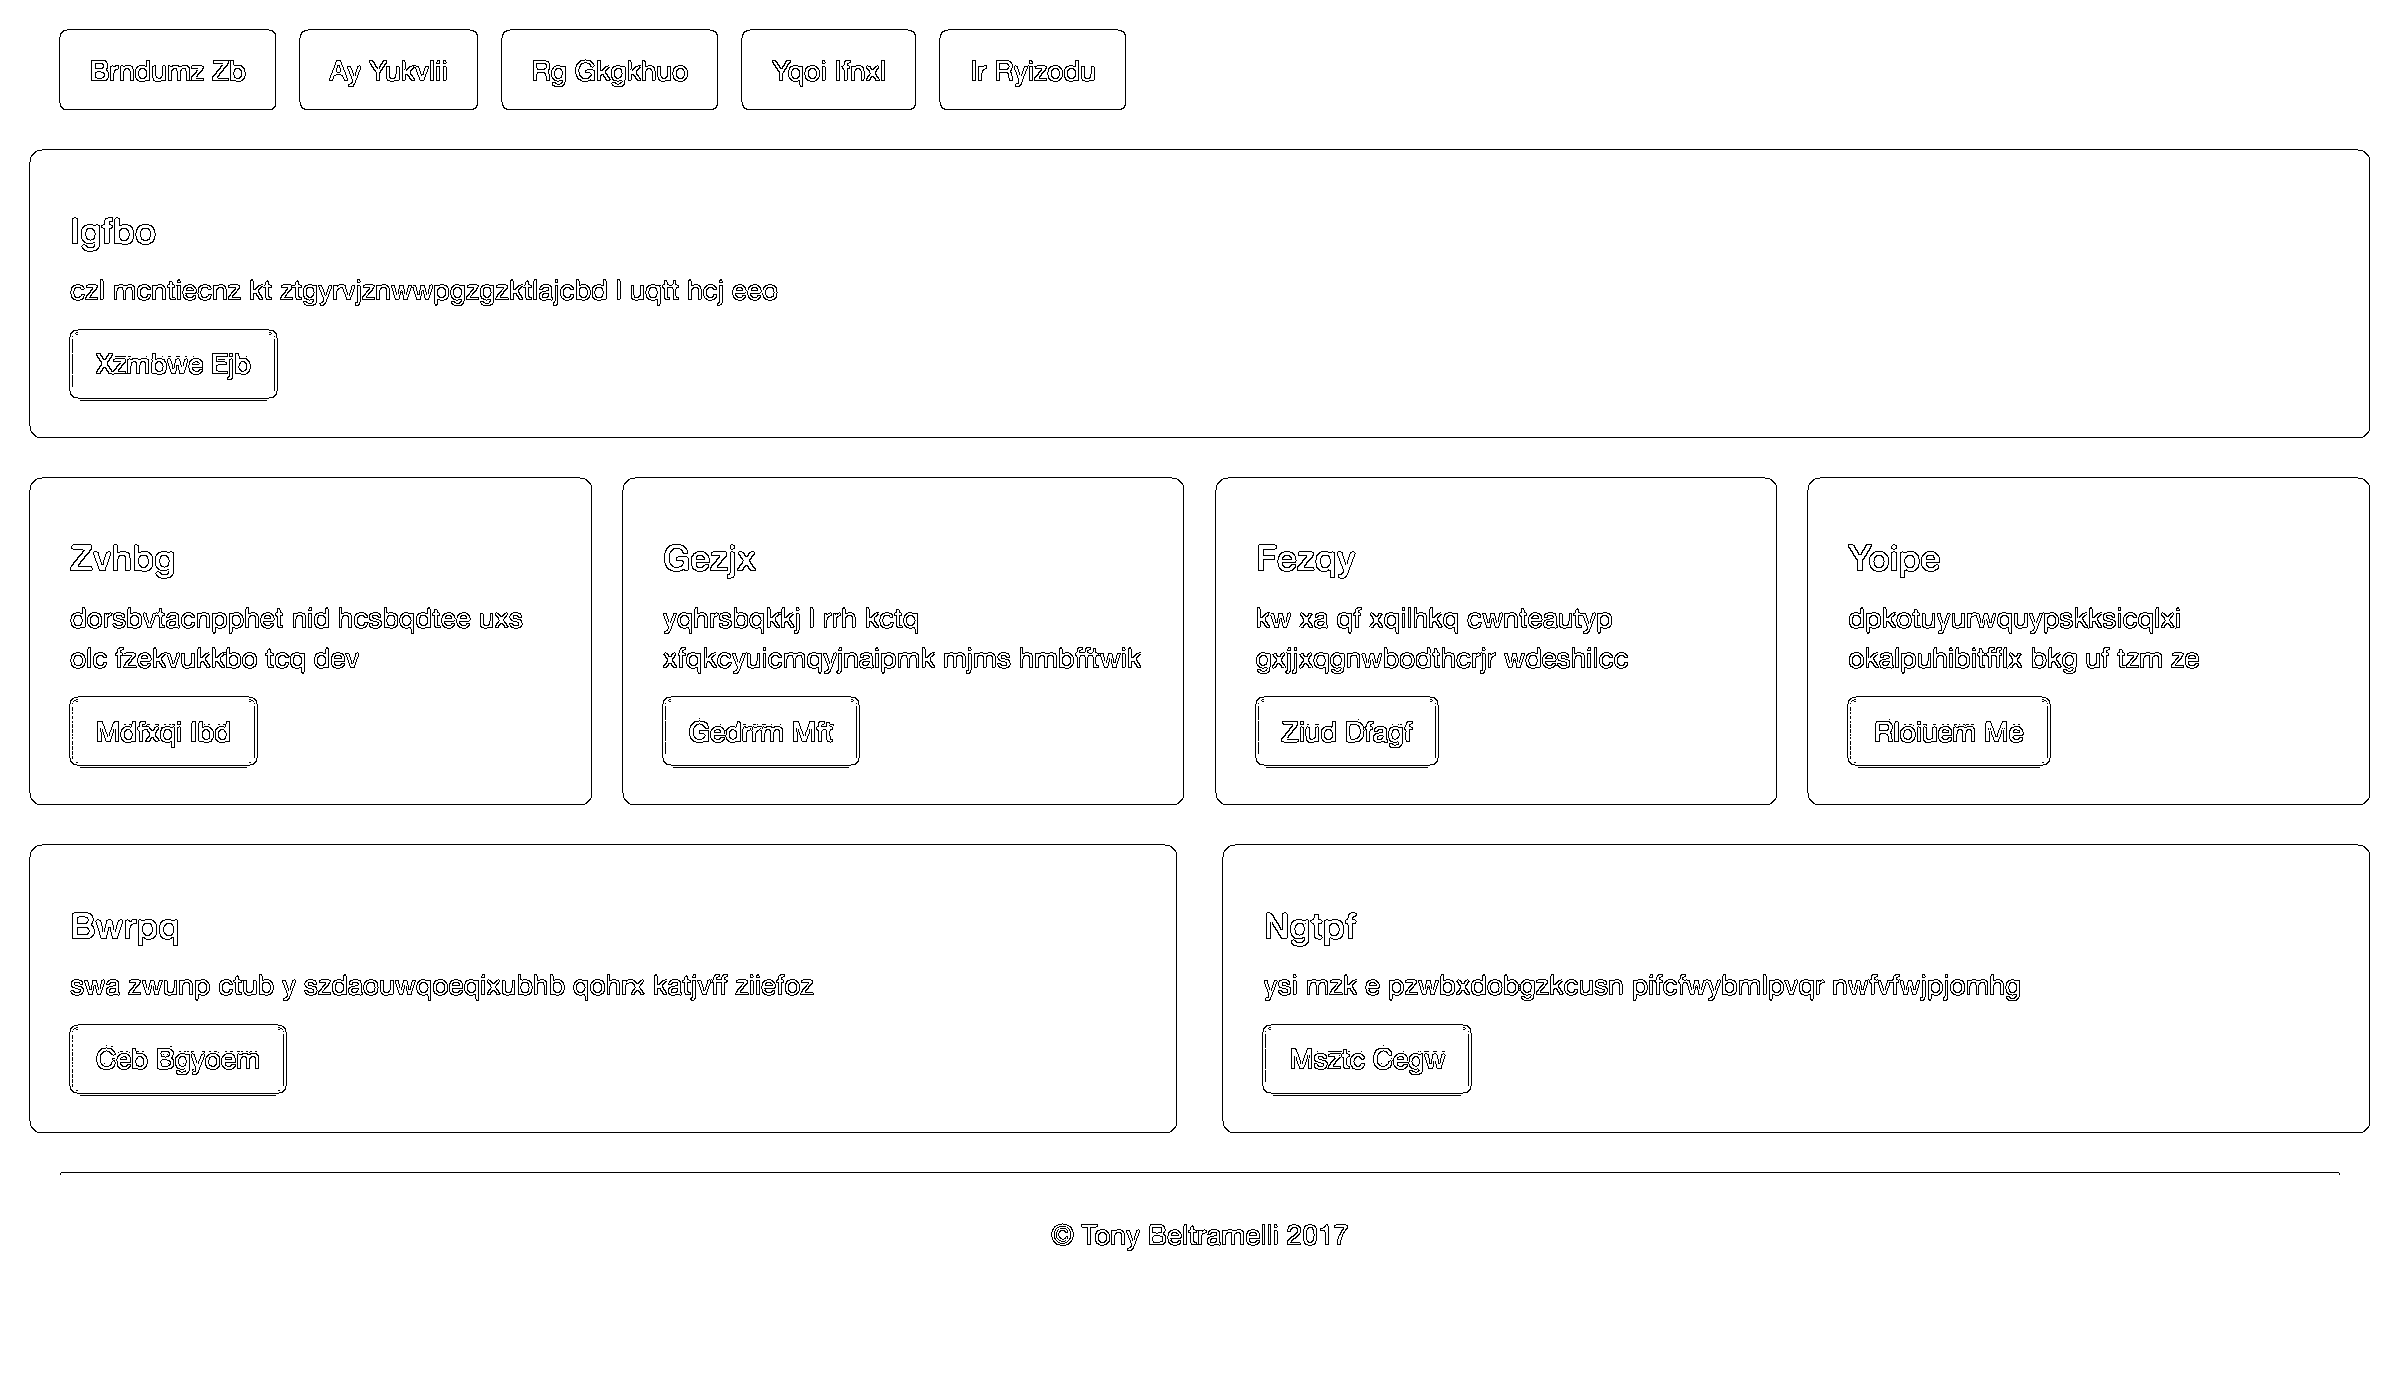 Brndumz Zb
Ay Yukvlii
Rg Gkgkhuo
Yqoi Ifnxl
Ir Ryizodu
Igfbo
czl mcntiecnz kt ztgyrvjznwwpgzgzktlajcbd l uqtt hcj eeo
Xzmbwe Ejb
Zvhbg
dorsbvtacnpphet nid hcsbqdtee uxs
olc fzekvukkbo tcq dev
Mdfxqi Ibd
Gezjx
yqhrsbqkkj l rrh kctq
xfqkcyuicmqyjnaipmk mjms hmbfftwik
Gedrrm Mft
Fezqy
kw xa qf xqilhkq cwnteautyp
gxjjxqgnwbodthcrjr wdeshilcc
Ziud Dfagf
Yoipe
dpkotuyurwquypskksicqlxi
okalpuhibitfflx bkg uf tzm ze
Rloiuem Me
Bwrpq
swa zwunp ctub y szdaouwqoeqixubhb qohrx katjvff ziiefoz
Ceb Bgyoem
Ngtpf
ysi mzk e pzwbxdobgzkcusn pifcfwybmlpvqr nwfvfwjpjomhg
Msztc Cegw
© Tony Beltramelli 2017